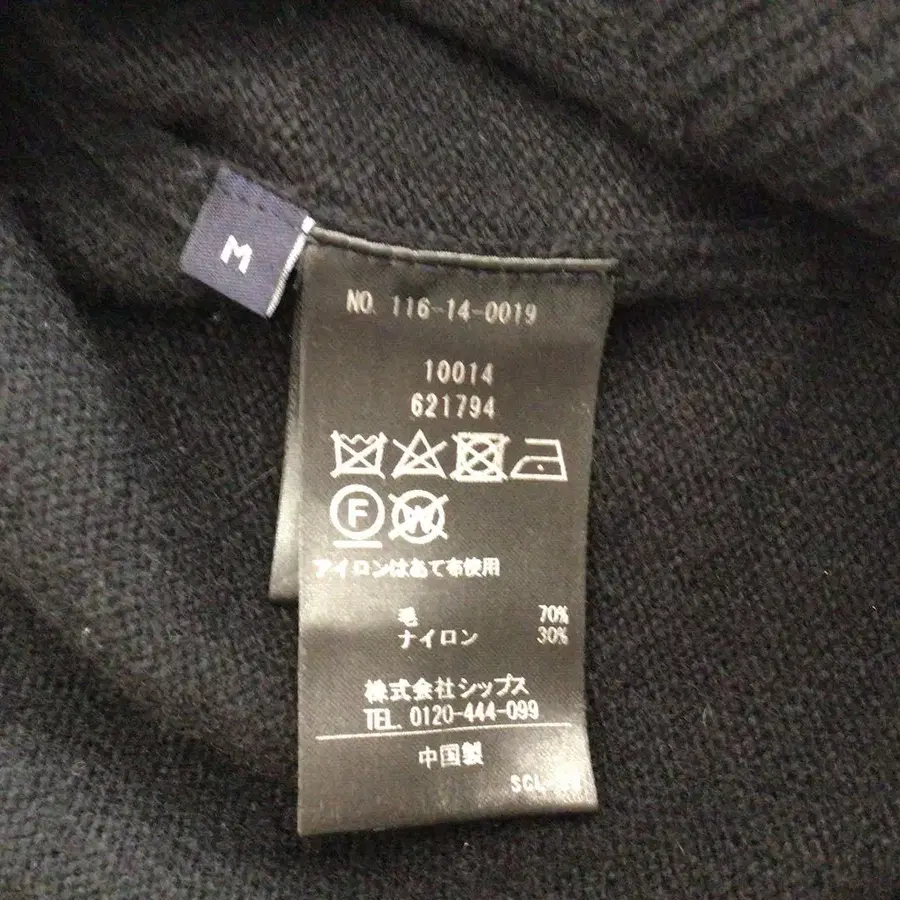 M
NO. 116-14-0019
10014
621794
F
W
アイロンはあて布使用
毛 70%
ナイロン 30%
株式会社シップス
TEL. 0120-444-099
中国製